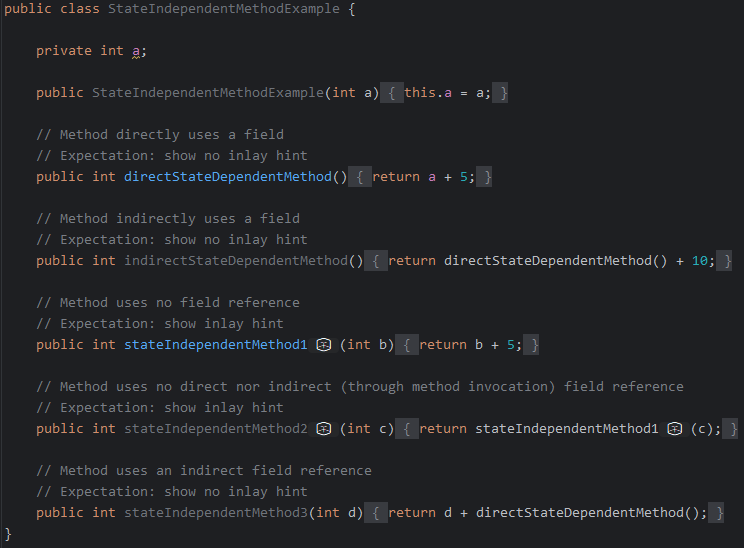 public class StateIndependentMethodExample {
private int a;
public StateIndependentMethodExample(int a) { this.a = a; }
// Method directly uses a field
// Expectation: show no inlay hint
public int directStateDependentMethod() { return a + 5; }
// Method indirectly uses a field
// Expectation: show no inlay hint
public int indirectStateDependentMethod() { return directStateDependentMethod() + 10; }
// Method uses no field reference
// Expectation: show inlay hint
public int stateIndependentMethod1 (int b) { return b + 5; }
// Method uses no direct nor indirect (through method invocation) field reference
// Expectation: show inlay hint
public int stateIndependentMethod2 (int c) { return stateIndependentMethod1 (c); }
// Method uses an indirect field reference
// Expectation: show no inlay hint
public int stateIndependentMethod3(int d) { return d + directStateDependentMethod(); }
}